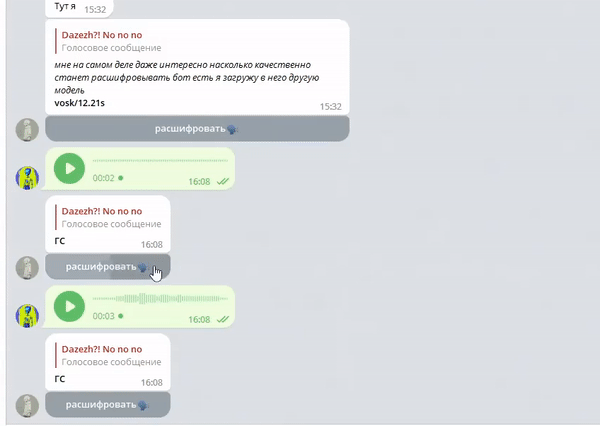 Тут я
15:32
Dazezh?! No no no
Голосовое сообщение
мне на самом деле даже интересно насколько качественно
станет расшифровывать бот есть я загружу в него другую
модель
vosk/12.21s
15:32
расшифровать
00:02
16:08
Dazezh?! No no no
Голосовое сообщение
ГС
16:08
расшифровать
00:03
16:08
Dazezh?! No no no
Голосовое сообщение
ГС
16:08
расшифровать